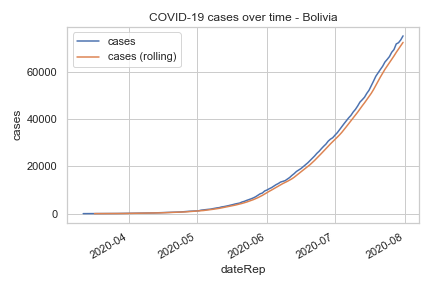 COVID-19 cases over time - Bolivia
cases
cases (rolling)
60000
40000
20000
0
cases
2020-04
2020-05
2020-06
2020-07
2020-08
dateRep